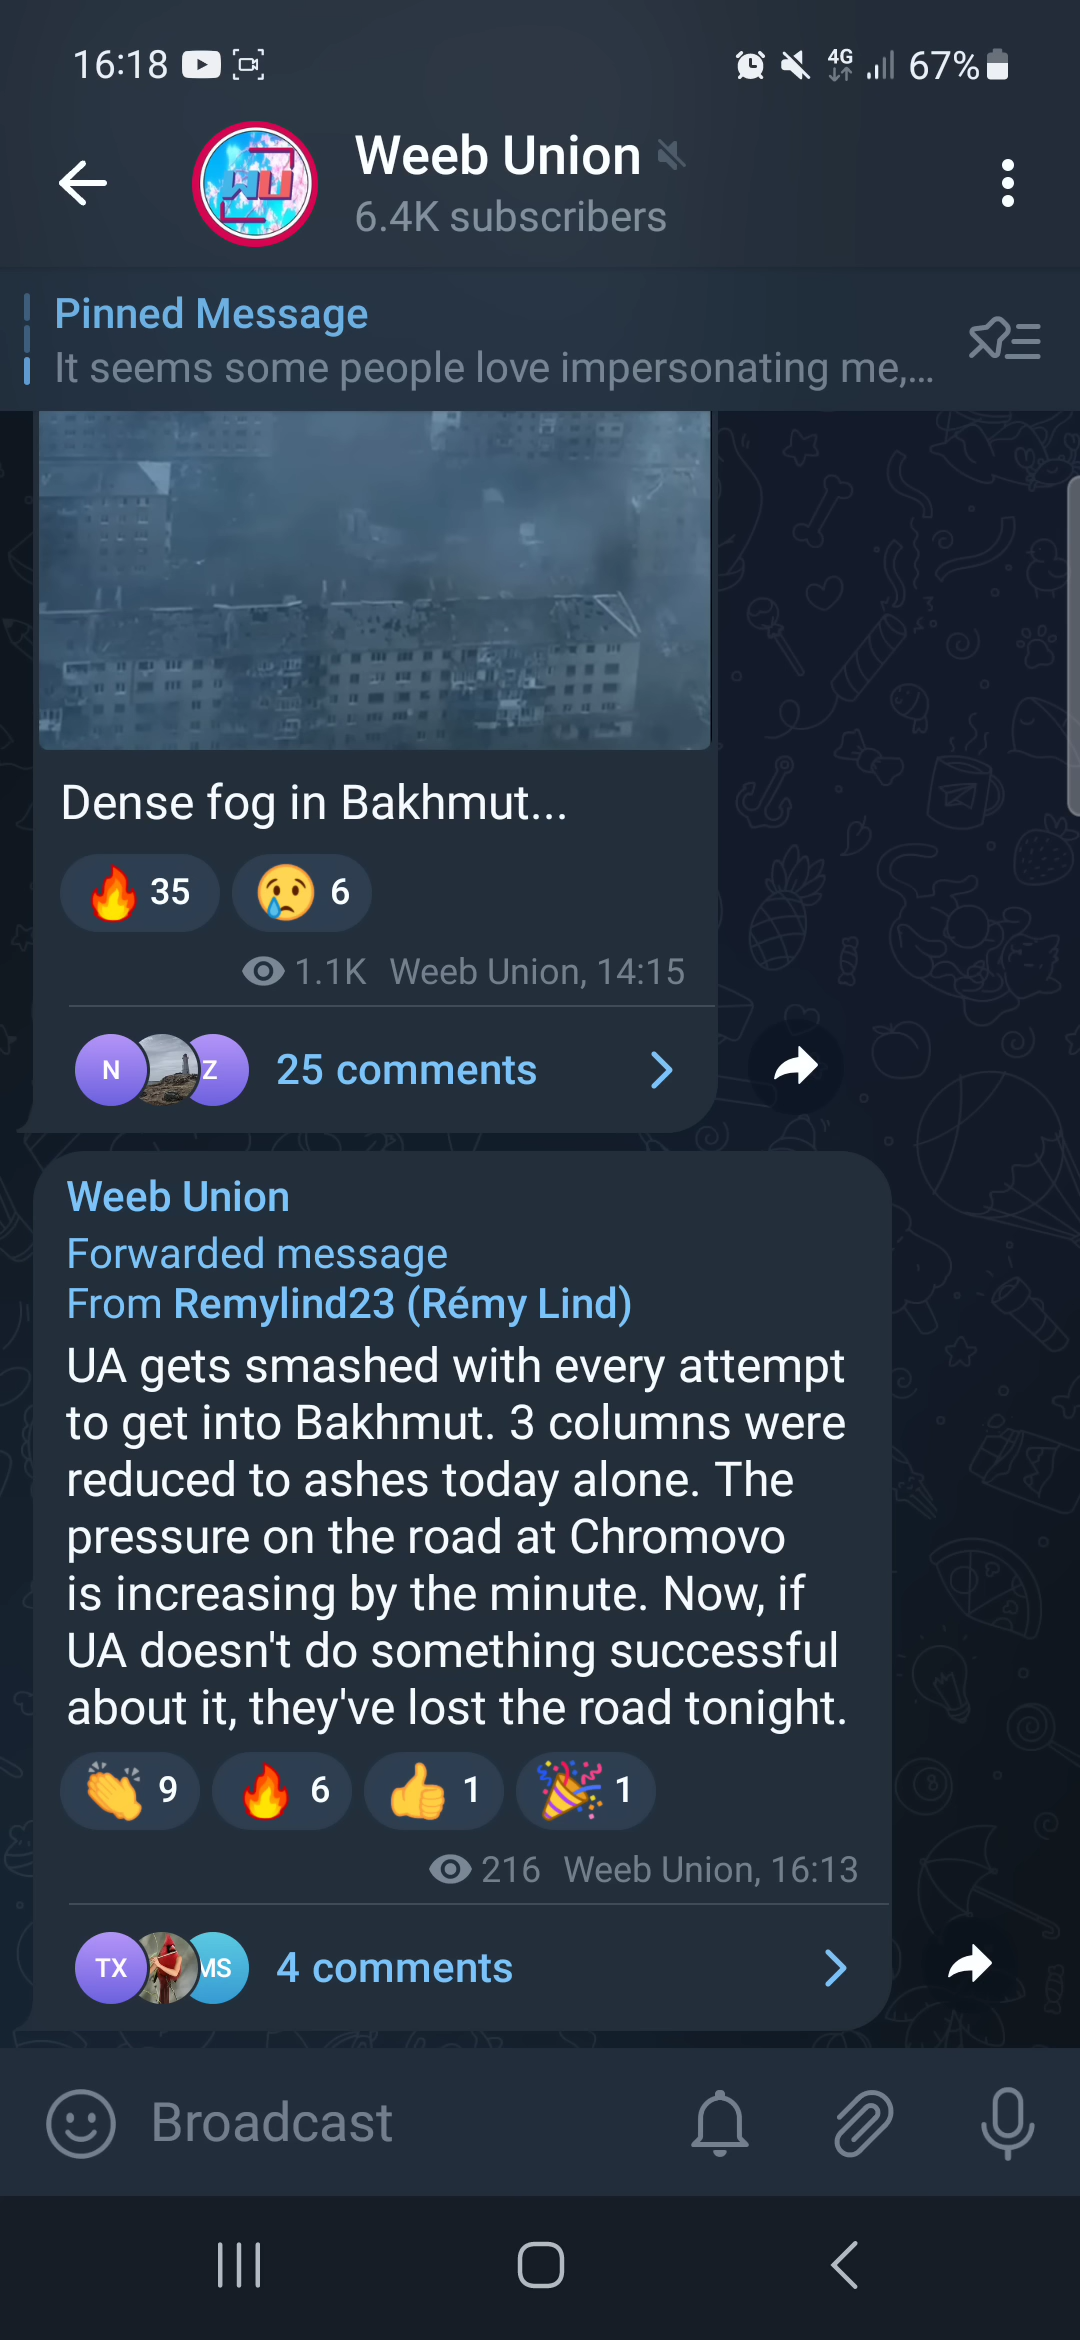 16:18
4G
67%
WU
Weeb Union
6.4K subscribers
Pinned Message
It seems some people love impersonating me,...
Dense fog in Bakhmut...
🔥 35 😢 6
1.1K Weeb Union, 14:15
N Z 25 comments
Weeb Union
Forwarded message
From Remylind23 (Rémy Lind)
UA gets smashed with every attempt
to get into Bakhmut. 3 columns were
reduced to ashes today alone. The
pressure on the road at Chromovo
is increasing by the minute. Now, if
UA doesn't do something successful
about it, they've lost the road tonight.
👏 9 🔥 6 👍 1 🎉 1
216 Weeb Union, 16:13
TX MS 4 comments
Broadcast